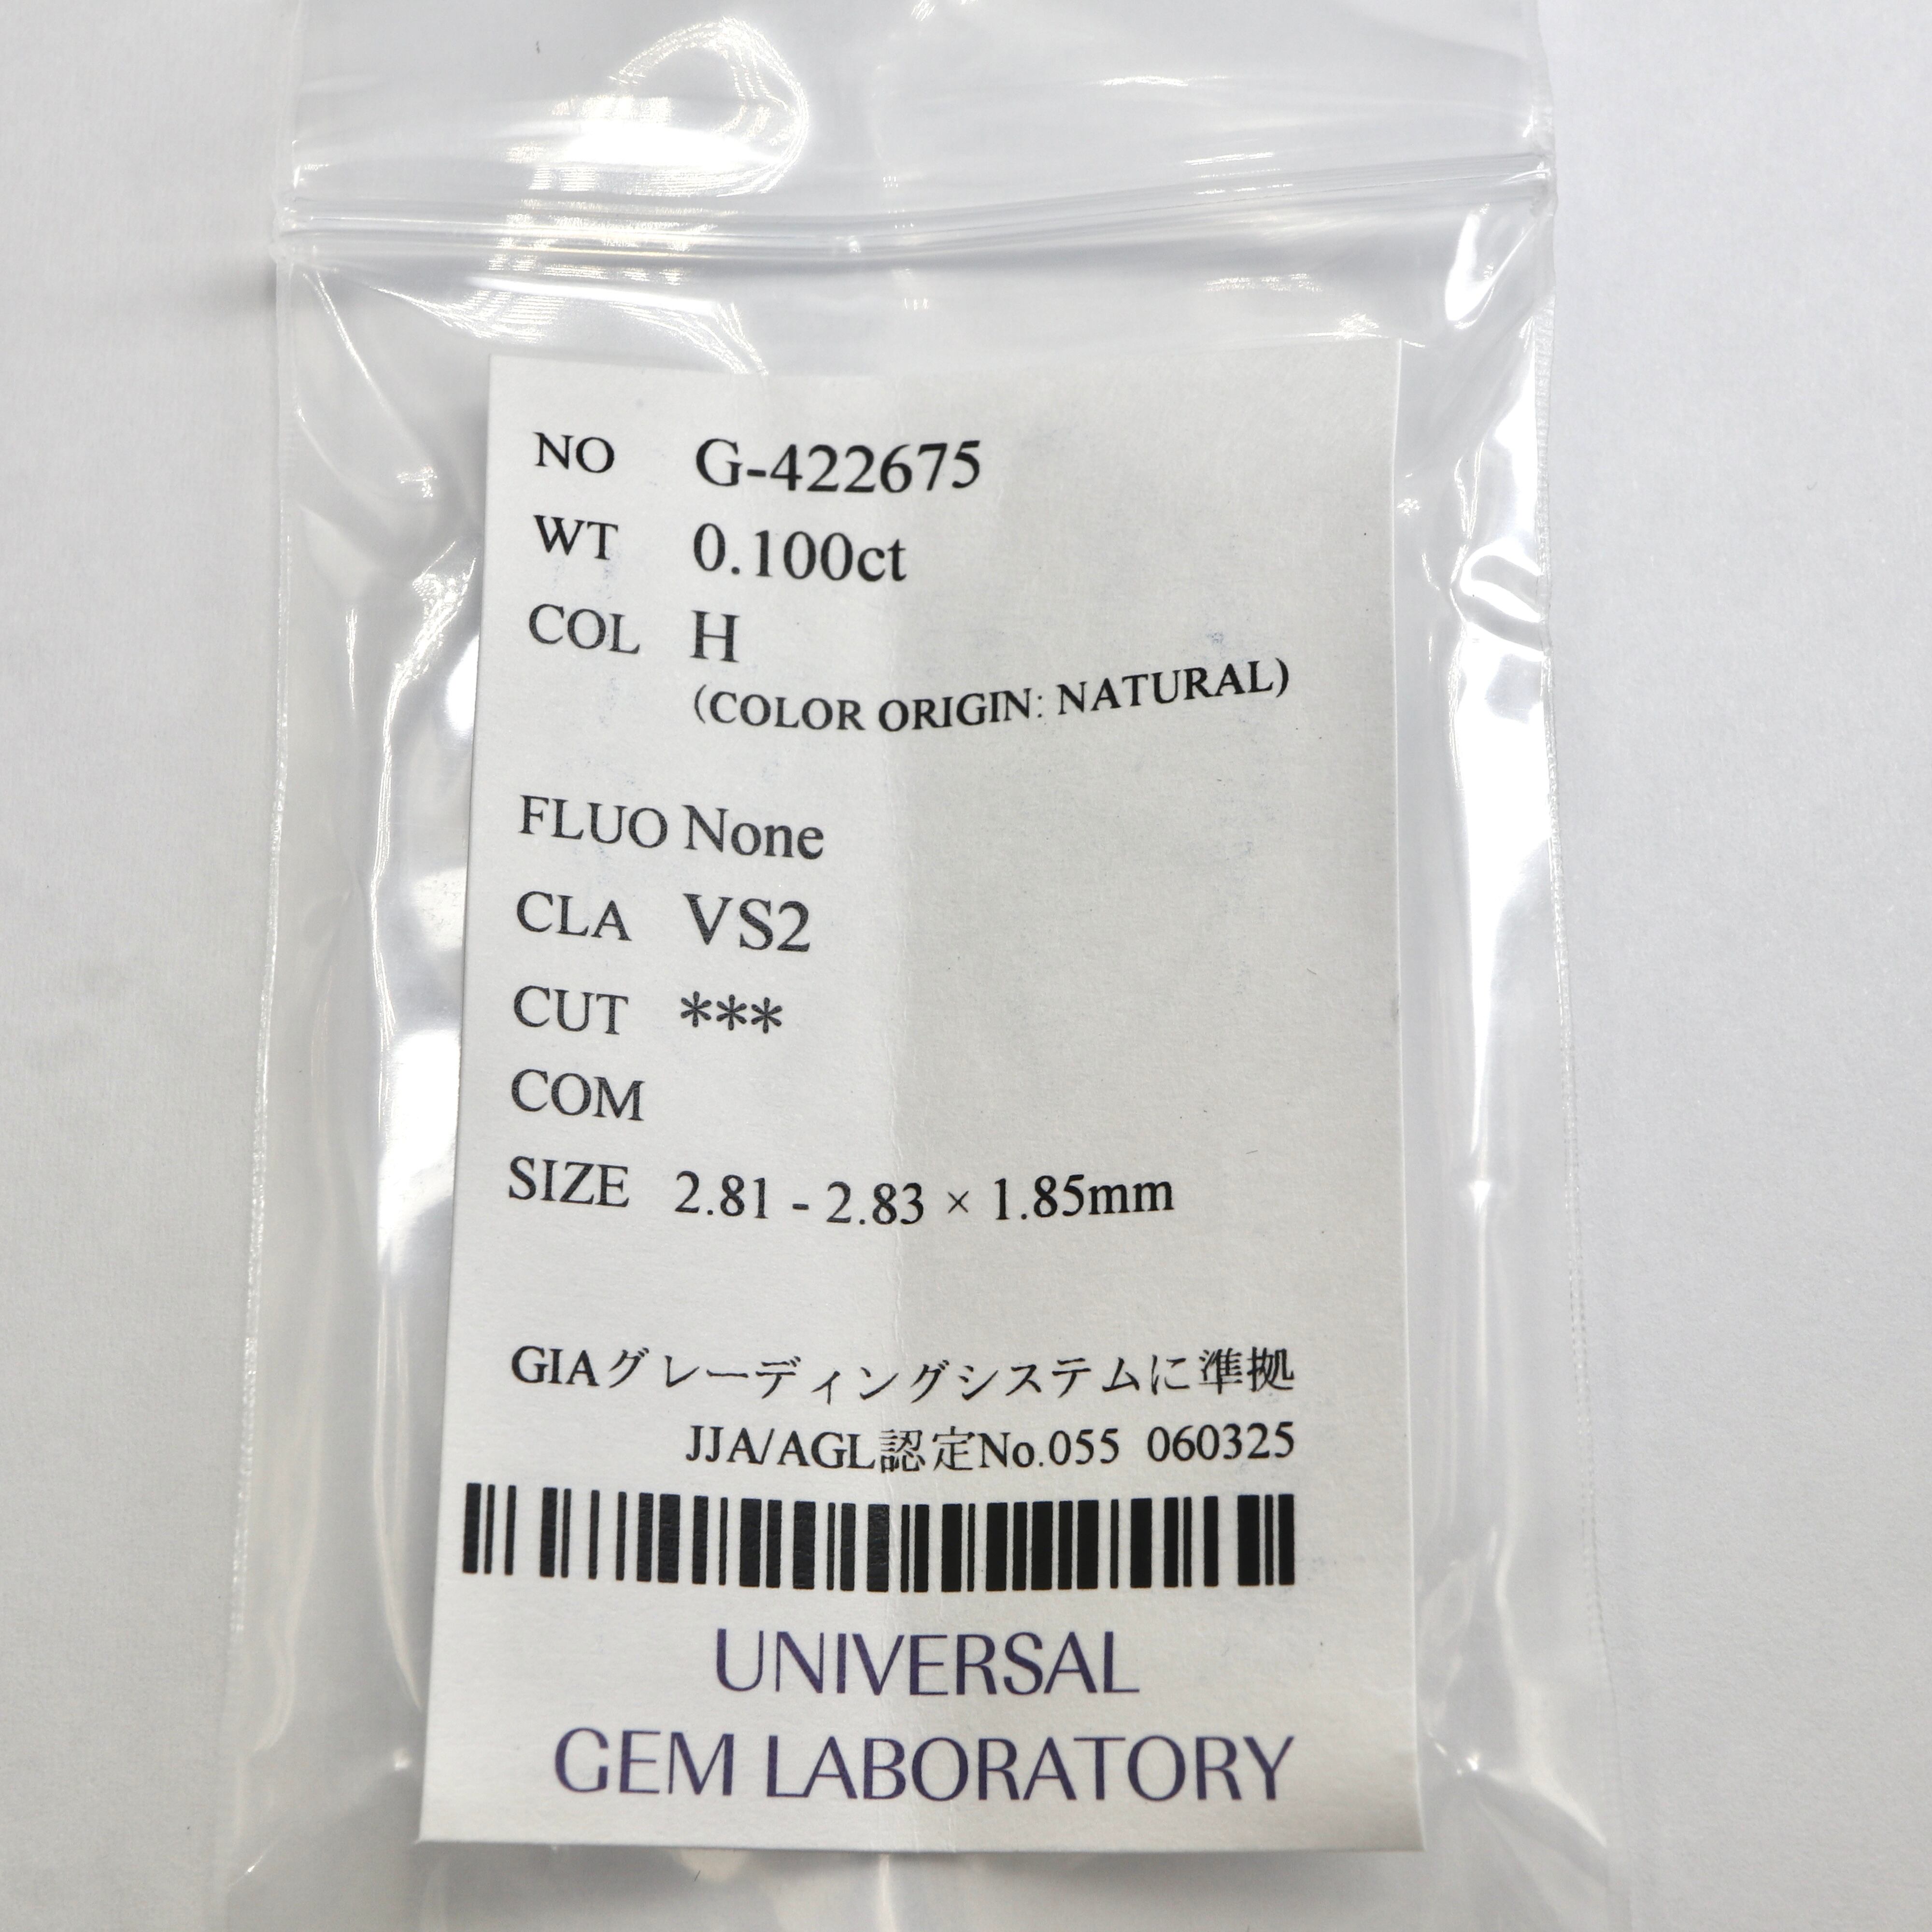 NO G-422675
WT 0.100ct
COL H
(COLOR ORIGIN: NATURAL)
FLUO None
CLA VS2
CUT ***
COM
SIZE 2.81 - 2.83 × 1.85mm
GIAグレーディングシステムに準拠
JJA/AGL認定No.055 060325
UNIVERSAL
GEM LABORATORY